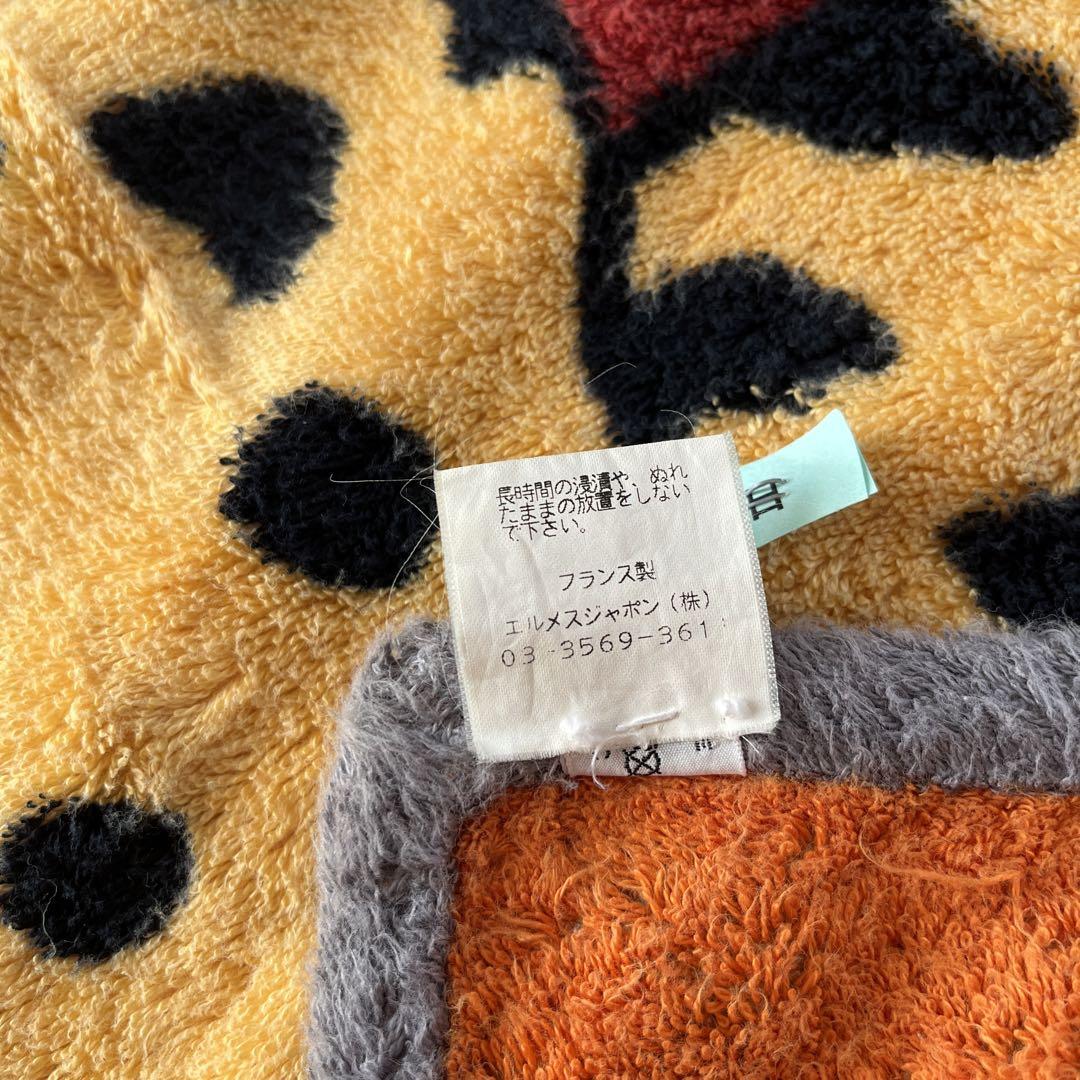 長時間の浸漬や、ぬれ
たままの放置をしない
で下さい。
フランス製
エルメスジャポン(株)
03-3569-361